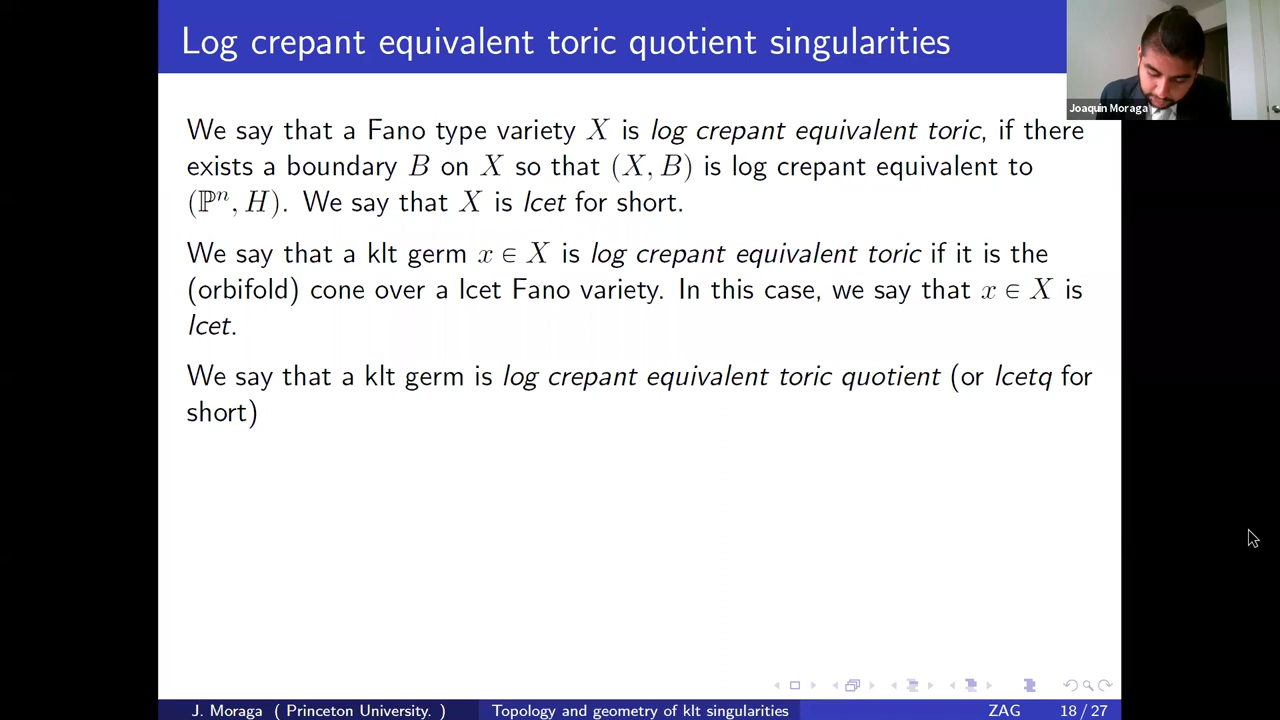 Log crepant equivalent toric quotient singularities
Joaquín Moraga
We say that a Fano type variety X is log crepant equivalent toric, if there
exists a boundary B on X so that (X, B) is log crepant equivalent to
(ℙⁿ, H). We say that X is lcet for short.
We say that a klt germ x ∈ X is log crepant equivalent toric if it is the
(orbifold) cone over a lcet Fano variety. In this case, we say that x ∈ X is
lcet.
We say that a klt germ is log crepant equivalent toric quotient (or lcetq for
short)
J. Moraga ( Princeton University. ) Topology and geometry of klt singularities ZAG 18 / 27